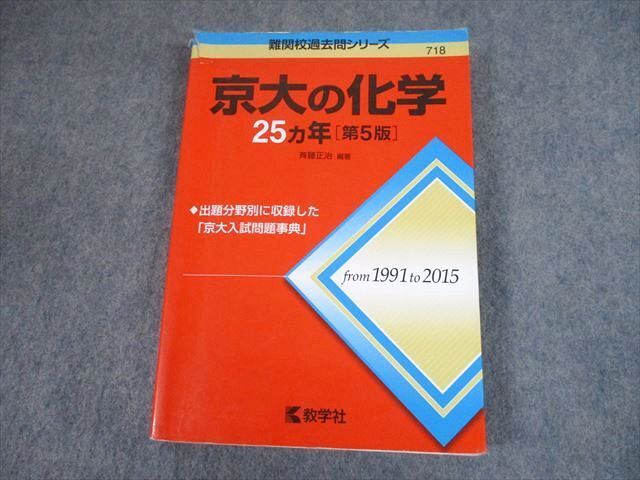 難関校過去問シリーズ
718
京大の化学
25カ年[第5版]
斉藤正治 編著
◆出題分野別に収録した
「京大入試問題事典」
from 1991 to 2015
教学社